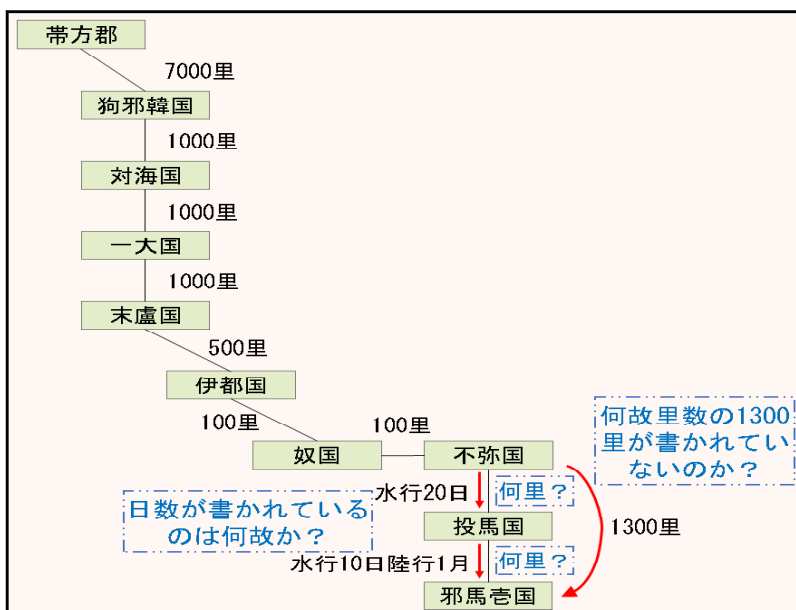 帯方郡
7000里
狗邪韓国
1000里
対海国
1000里
一大国
1000里
末盧国
500里
伊都国
100里
100里
奴国
不弥国
何故里数の1300
里が書かれてい
ないのか？
水行20日
何里？
日数が書かれている
のは何故か？
投馬国
1300里
水行10日陸行1月
何里？
邪馬壱国